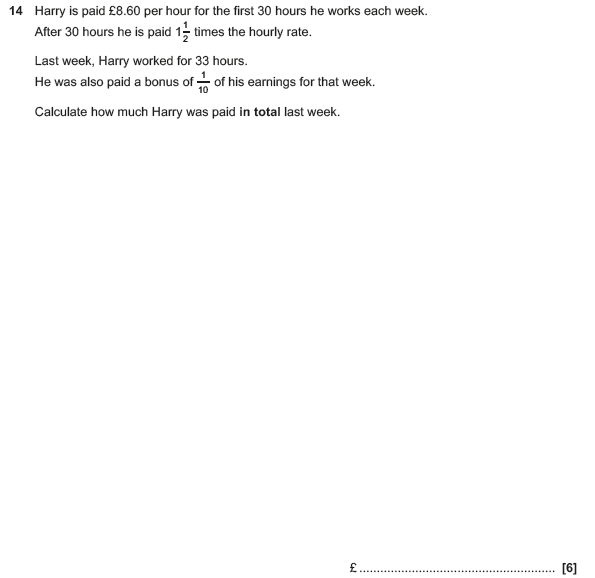 14 Harry is paid £8.60 per hour for the first 30 hours he works each week.
After 30 hours he is paid 1 1/2 times the hourly rate.
Last week, Harry worked for 33 hours.
He was also paid a bonus of 1/10 of his earnings for that week.
Calculate how much Harry was paid in total last week.
£ ........................................................ [6]